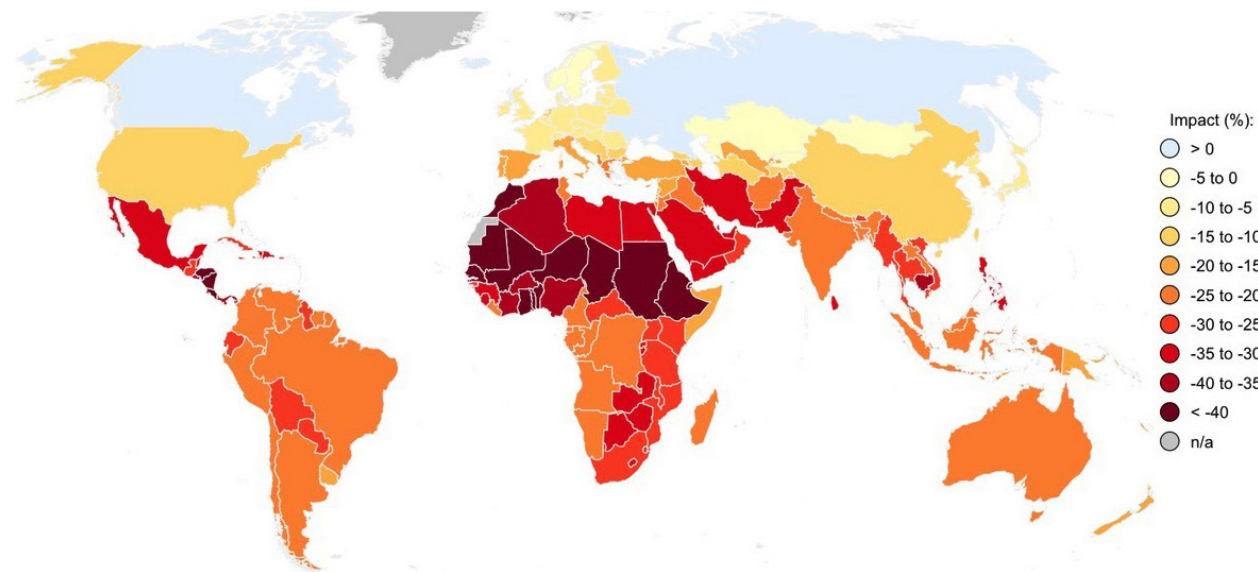 Impact (%):
> 0
-5 to 0
-10 to -5
-15 to -10
-20 to -15
-25 to -20
-30 to -25
-35 to -30
-40 to -35
< -40
n/a